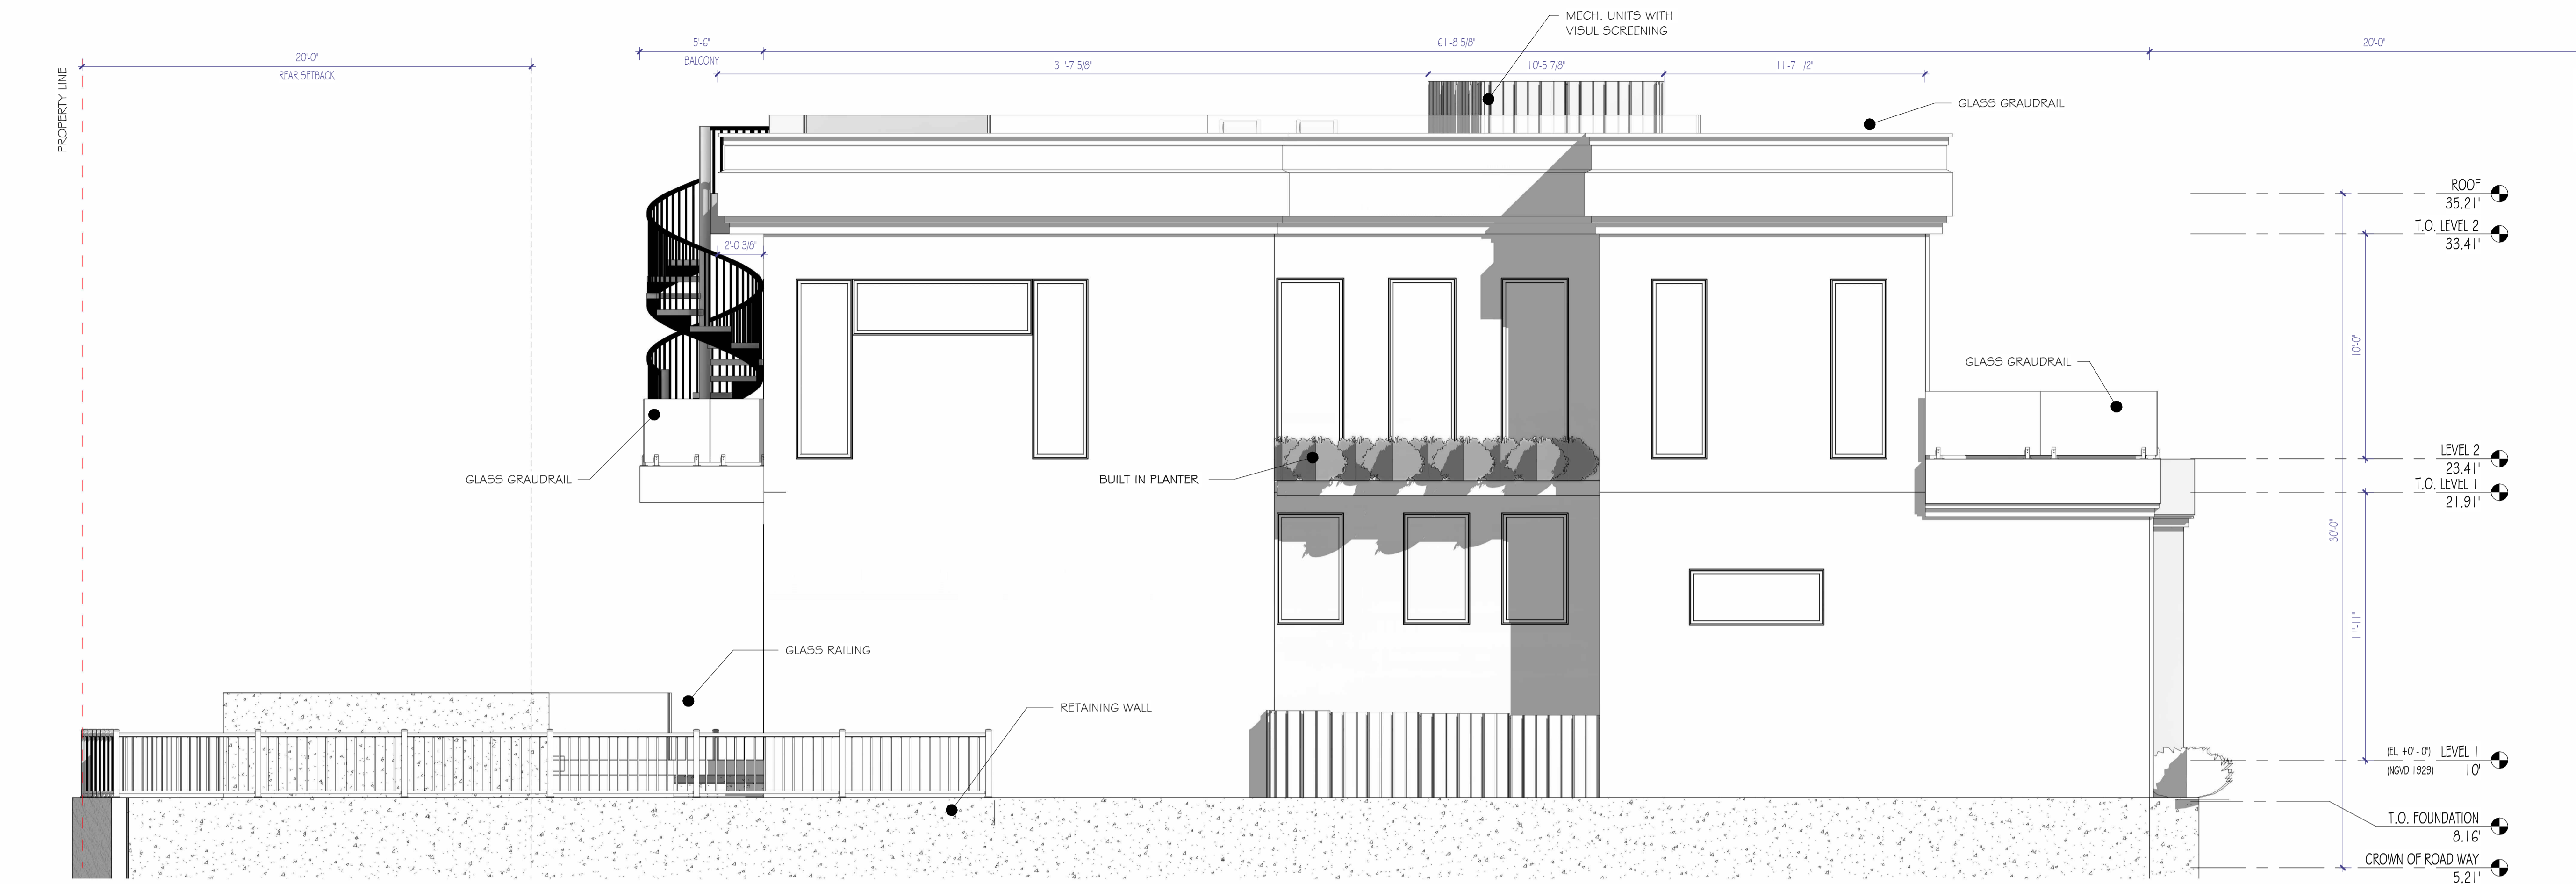 MECH. UNITS WITH
VISUL SCREENING
5'-6"
61'-8 5/8"
20'-0"
20'-0"
BALCONY
REAR SETBACK
31'-7 5/8"
10'-5 7/8"
11'-7 1/2"
PROPERTY LINE
GLASS GRAUDRAIL
ROOF
35.21'
T.O. LEVEL 2
33.41'
2'-0 3/8"
10'-0"
GLASS GRAUDRAIL
LEVEL 2
23.41'
T.O. LEVEL 1
21.91'
GLASS GRAUDRAIL
BUILT IN PLANTER
30'-0"
11'-11"
GLASS RAILING
RETAINING WALL
(EL. +0' - 0") LEVEL 1
(NGVD 1929) 10'
T.O. FOUNDATION
8.16'
CROWN OF ROAD WAY
5.21'